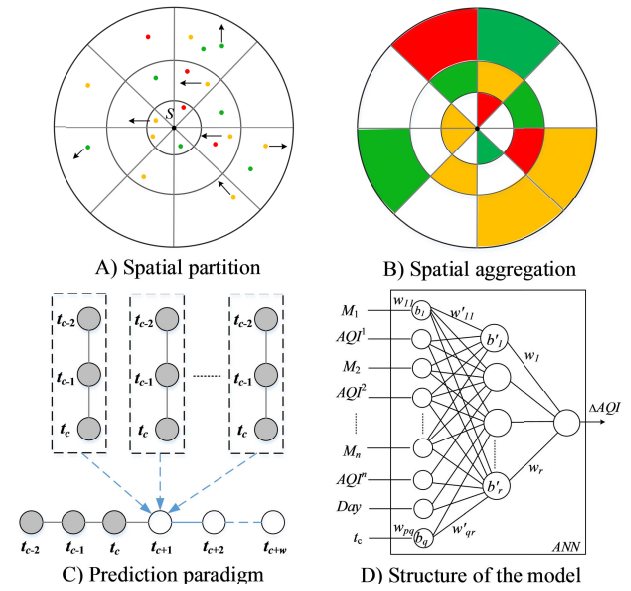 S
A) Spatial partition
B) Spatial aggregation
t_{c-2} t_{c-2} t_{c-2}
t_{c-1} t_{c-1} t_{c-1}
t_c t_c t_c
t_{c-2} t_{c-1} t_c t_{c+1} t_{c+2} t_{c+w}
C) Prediction paradigm
M_1 w_{11} b_1 w'_{11}
AQI^1 b'_1 w_1
M_2
AQI^2 ΔAQI
M_n
AQI^n w_r
Day b'_r
t_c w_{pq} b_q w'_{qr}
ANN
D) Structure of the model